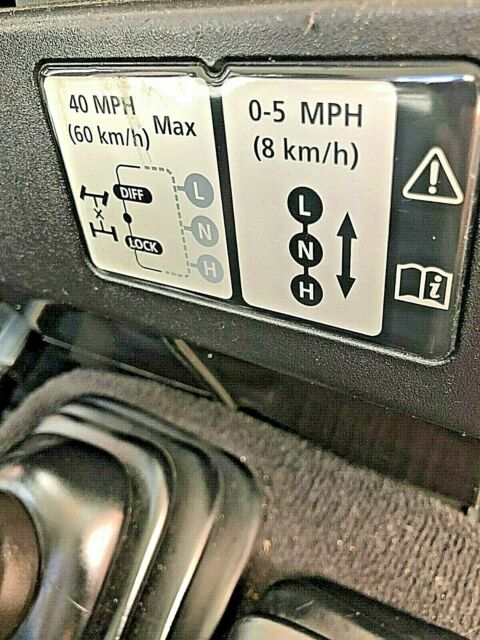 40 MPH
(60 km/h) Max
DIFF
LOCK
L
N
H
0-5 MPH
(8 km/h)
L
N
H
!
i